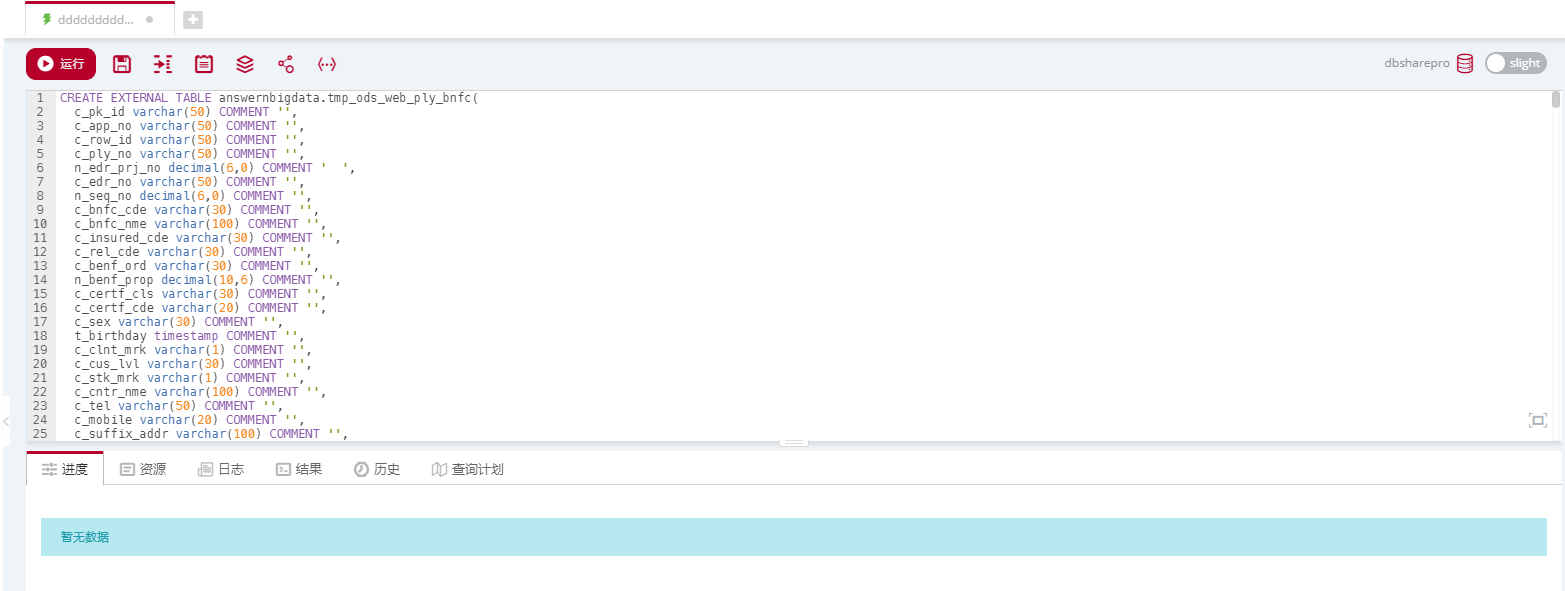 ddddddddd...
运行
dbsharepro
slight
1 CREATE EXTERNAL TABLE answernbigdata.tmp_ods_web_ply_bnfc(
2 c_pk_id varchar(50) COMMENT '',
3 c_app_no varchar(50) COMMENT '',
4 c_row_id varchar(50) COMMENT '',
5 c_ply_no varchar(50) COMMENT '',
6 n_edr_prj_no decimal(6,0) COMMENT '  ',
7 c_edr_no varchar(50) COMMENT '',
8 n_seq_no decimal(6,0) COMMENT '',
9 c_bnfc_cde varchar(30) COMMENT '',
10 c_bnfc_nme varchar(100) COMMENT '',
11 c_insured_cde varchar(30) COMMENT '',
12 c_rel_cde varchar(30) COMMENT '',
13 c_benf_ord varchar(30) COMMENT '',
14 n_benf_prop decimal(10,6) COMMENT '',
15 c_certf_cls varchar(30) COMMENT '',
16 c_certf_cde varchar(20) COMMENT '',
17 c_sex varchar(30) COMMENT '',
18 t_birthday timestamp COMMENT '',
19 c_clnt_mrk varchar(1) COMMENT '',
20 c_cus_lvl varchar(30) COMMENT '',
21 c_stk_mrk varchar(1) COMMENT '',
22 c_cntr_nme varchar(100) COMMENT '',
23 c_tel varchar(50) COMMENT '',
24 c_mobile varchar(20) COMMENT '',
25 c_suffix_addr varchar(100) COMMENT '',
进度 资源 日志 结果 历史 查询计划
暂无数据